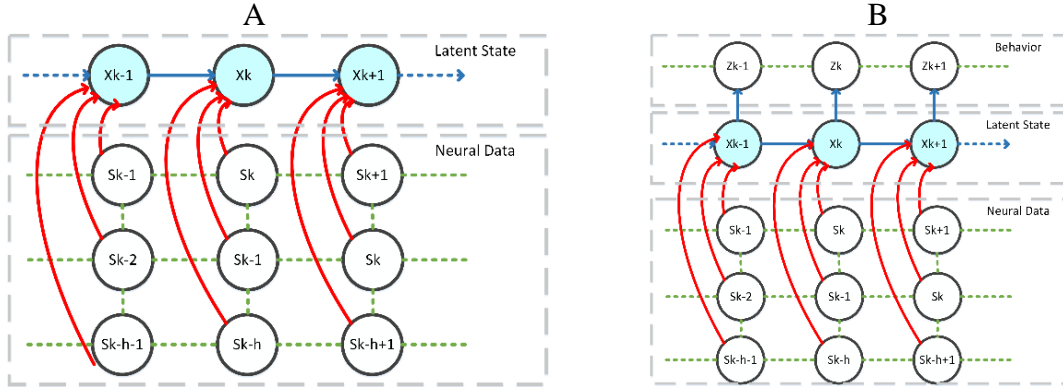 A
Latent State
Xk-1 Xk Xk+1
Neural Data
Sk-1 Sk Sk+1
Sk-2 Sk-1 Sk
Sk-h-1 Sk-h Sk-h+1
B
Behavior
Zk-1 Zk Zk+1
Latent State
Xk-1 Xk Xk+1
Neural Data
Sk-1 Sk Sk+1
Sk-2 Sk-1 Sk
Sk-h-1 Sk-h Sk-h+1